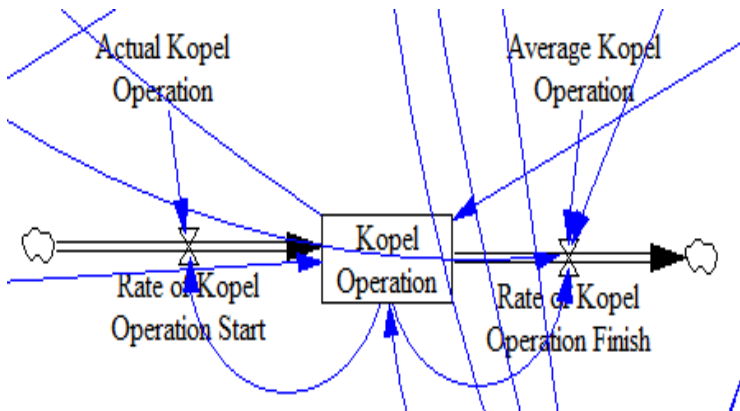 Actual Kopel
Operation
Average Kopel
Operation
Kopel
Operation
Rate of Kopel
Operation Start
Rate of Kopel
Operation Finish